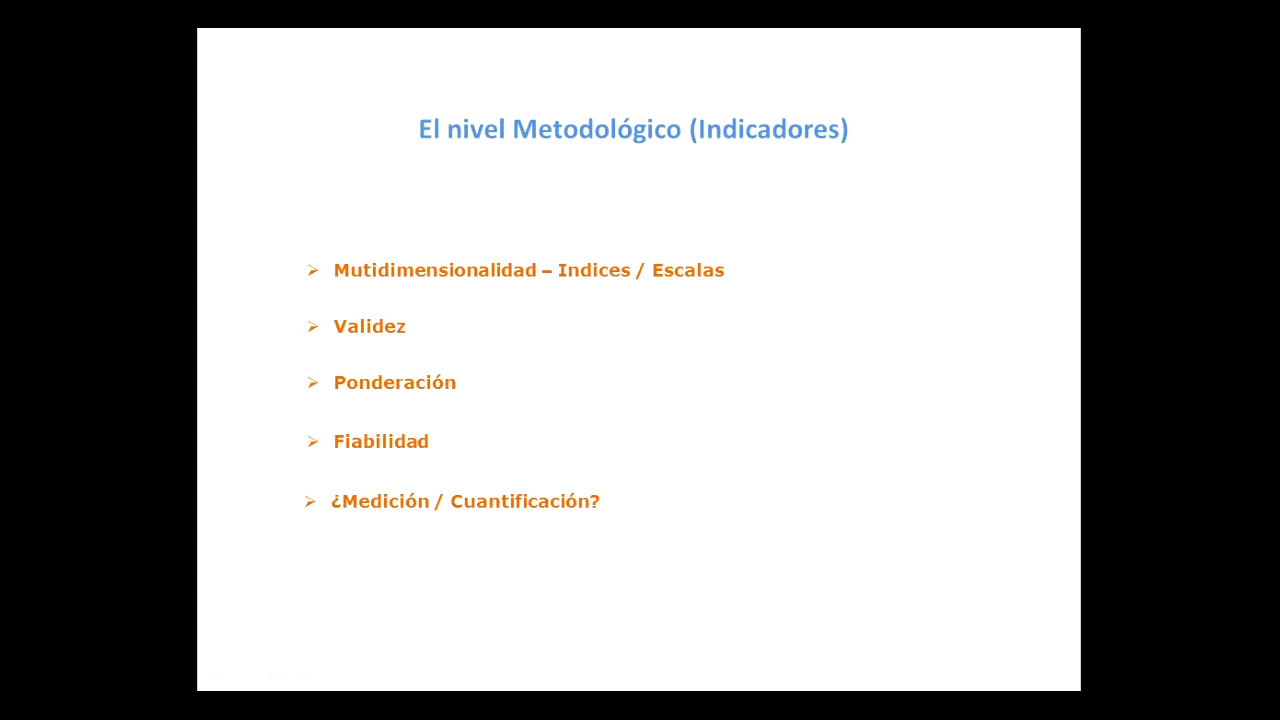 El nivel Metodológico (Indicadores)
➢ Mutidimensionalidad – Indices / Escalas
➢ Validez
➢ Ponderación
➢ Fiabilidad
➢ ¿Medición / Cuantificación?